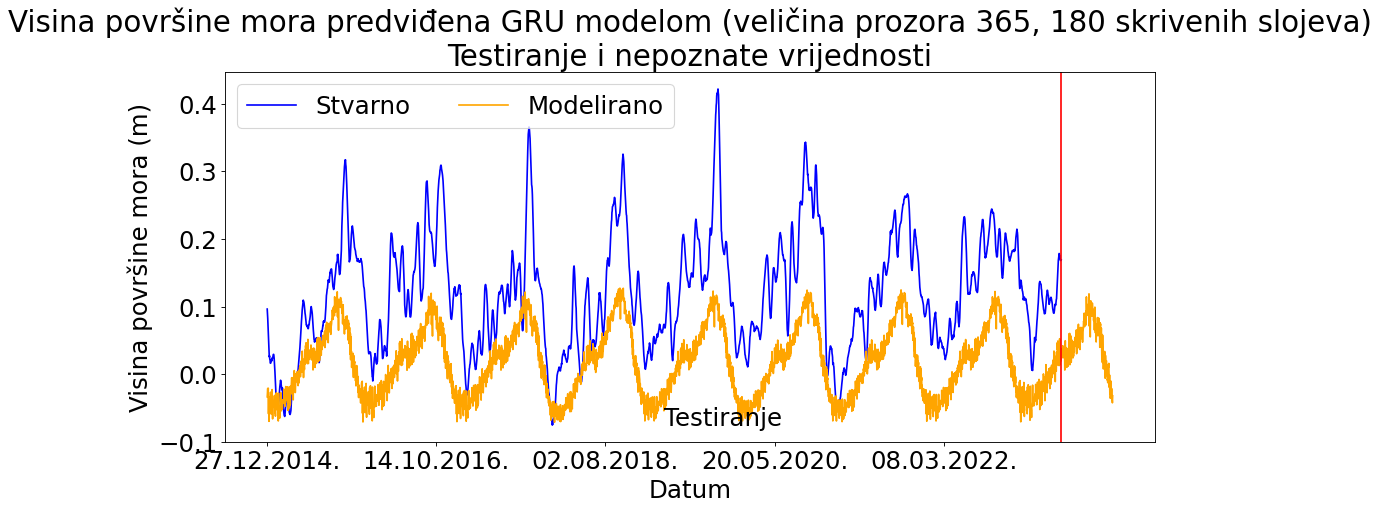 Visina površine mora predviđena GRU modelom (veličina prozora 365, 180 skrivenih slojeva)
Testiranje i nepoznate vrijednosti
Stvarno Modelirano
Visina površine mora (m)
0.4
0.3
0.2
0.1
0.0
−0.1
Testiranje
27.12.2014. 14.10.2016. 02.08.2018. 20.05.2020. 08.03.2022.
Datum